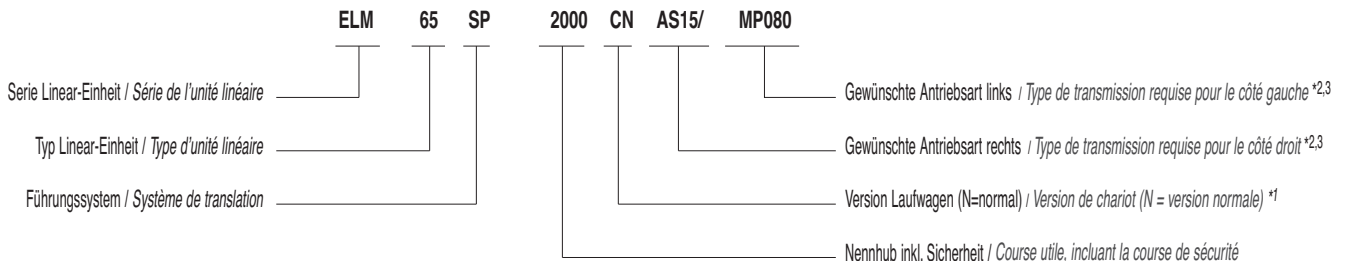 ELM 65 SP 2000 CN AS15/ MP080
Serie Linear-Einheit / Série de l'unité linéaire
Gewünschte Antriebsart links / Type de transmission requise pour le côté gauche *2,3
Typ Linear-Einheit / Type d'unité linéaire
Gewünschte Antriebsart rechts / Type de transmission requise pour le côté droit *2,3
Führungssystem / Système de translation
Version Laufwagen (N=normal) / Version de chariot (N = version normale) *1
Nennhub inkl. Sicherheit / Course utile, incluant la course de sécurité